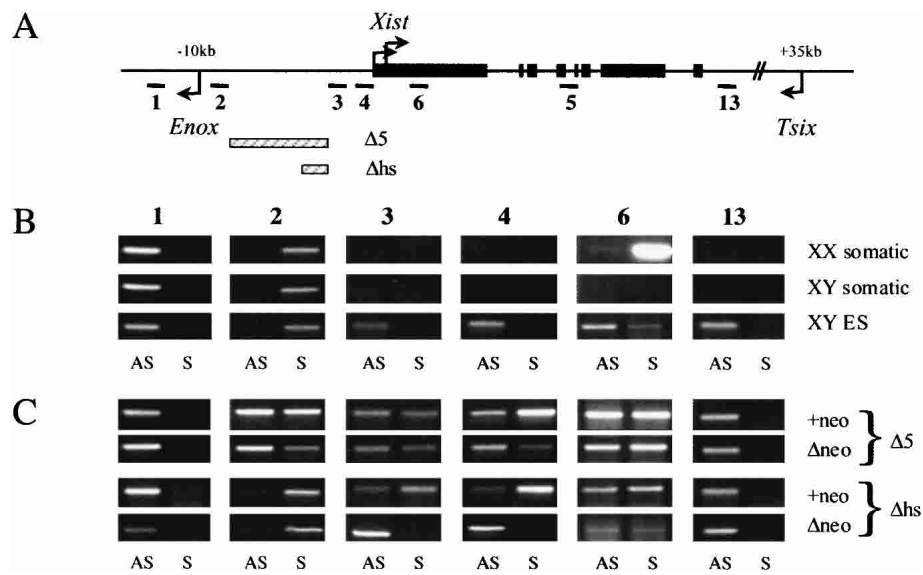 A
Xist
-10kb
+35kb
1 2 3 4 6 5 13
Enox
Tsix
Δ5
Δhs
1 2 3 4 6 13
B
XX somatic
XY somatic
XY ES
AS S AS S AS S AS S AS S AS S
C
+neo
Δneo
Δ5
+neo
Δneo
Δhs
AS S AS S AS S AS S AS S AS S